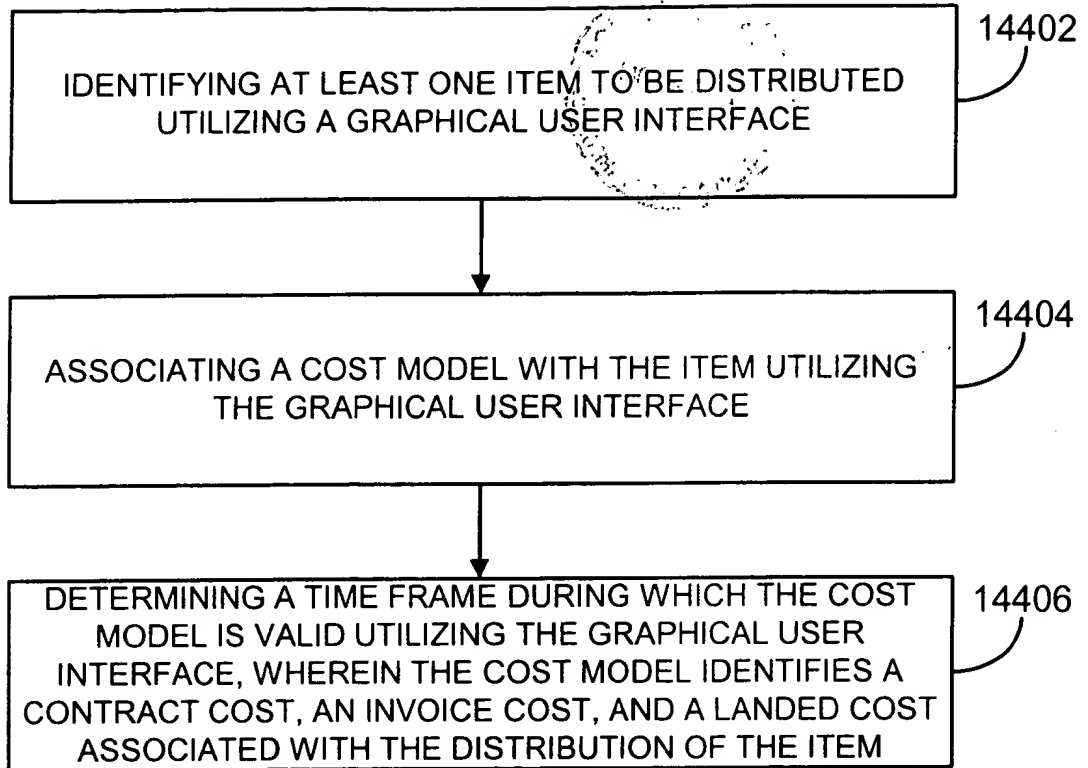 14402
IDENTIFYING AT LEAST ONE ITEM TO BE DISTRIBUTED
UTILIZING A GRAPHICAL USER INTERFACE
14404
ASSOCIATING A COST MODEL WITH THE ITEM UTILIZING
THE GRAPHICAL USER INTERFACE
14406
DETERMINING A TIME FRAME DURING WHICH THE COST
MODEL IS VALID UTILIZING THE GRAPHICAL USER
INTERFACE, WHEREIN THE COST MODEL IDENTIFIES A
CONTRACT COST, AN INVOICE COST, AND A LANDED COST
ASSOCIATED WITH THE DISTRIBUTION OF THE ITEM